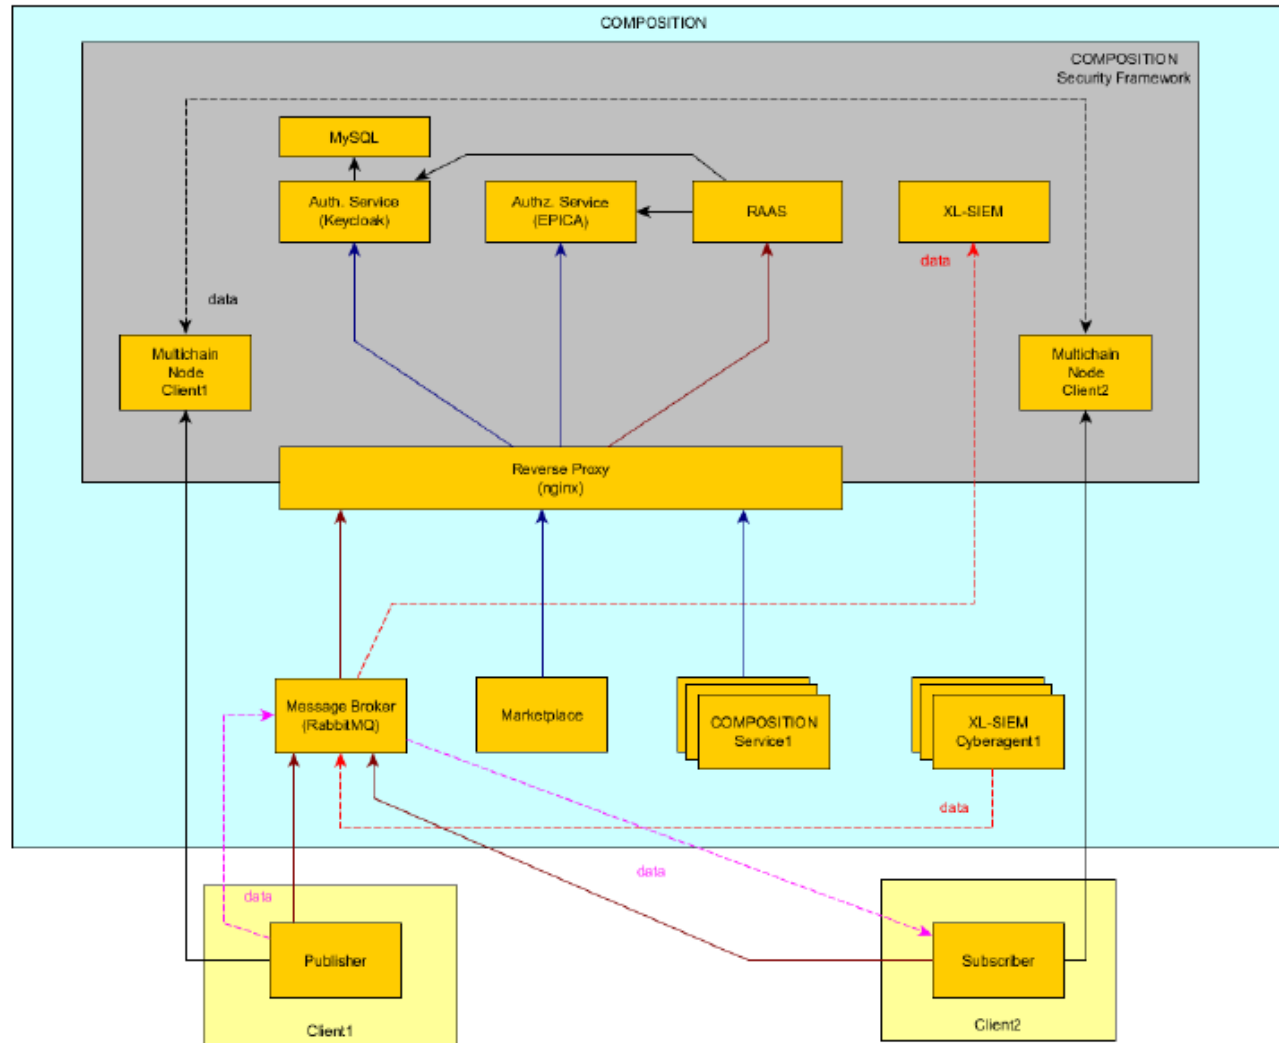 COMPOSITION
COMPOSITION
Security Framework
MySQL
Auth. Service
(Keycloak)
Authz. Service
(EPICA)
RAAS
XL-SIEM
data
data
Multichain
Node
Client1
Multichain
Node
Client2
Reverse Proxy
(nginx)
Message Broker
(RabbitMQ)
Marketplace
COMPOSITION
Service1
XL-SIEM
Cyberagent1
data
data
data
Publisher
Subscriber
Client1
Client2